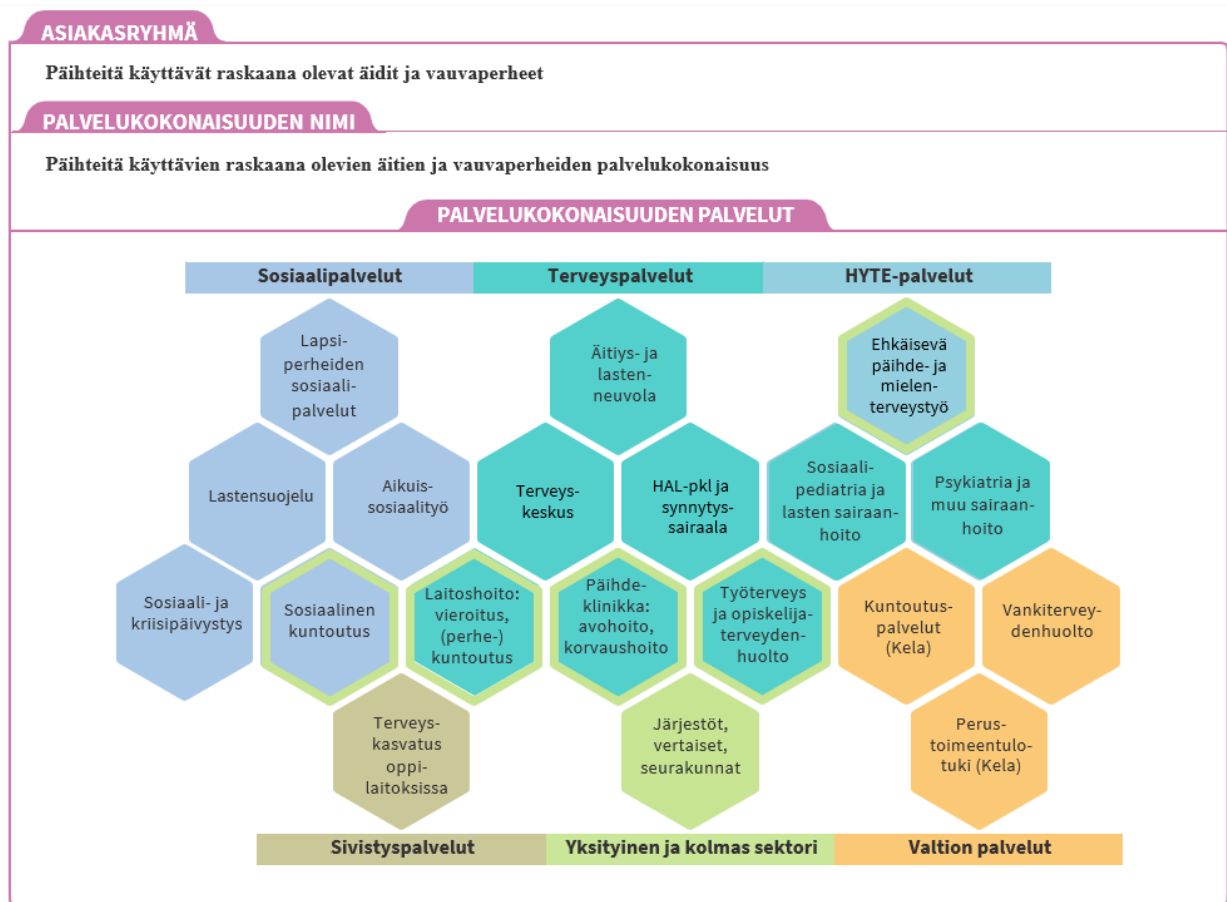 ASIAKASRYHMÄ
Päihteitä käyttävät raskaana olevat äidit ja vauvaperheet
PALVELUKOKONAISUUDEN NIMI
Päihteitä käyttävien raskaana olevien äitien ja vauvaperheiden palvelukokonaisuus
PALVELUKOKONAISUUDEN PALVELUT
Sosiaalipalvelut
Terveyspalvelut
HYTE-palvelut
Lapsi-
perheiden
sosiaali-
palvelut
Äitiys- ja
lasten-
neuvola
Ehkäisevä
päihde- ja
mielen-
terveystyö
Lastensuojelu
Aikuis-
sosiaalityö
Terveys-
keskus
HAL-pkl ja
synnytys-
sairaala
Sosiaali-
pediatria ja
lasten sairaan-
hoito
Psykiatria ja
muu sairaan-
hoito
Sosiaali- ja
kriisipäivystys
Sosiaalinen
kuntoutus
Laitoshoito:
vieroitus,
(perhe-)
kuntoutus
Päihde-
klinikka:
avohoito,
korvaushoito
Työterveys
ja opiskelija-
terveyden-
huolto
Kuntoutus-
palvelut
(Kela)
Vankitervey-
denhuolto
Terveys-
kasvatus
oppi-
laitoksissa
Järjestöt,
vertaiset,
seurakunnat
Perus-
toimeentulo-
tuki (Kela)
Sivistyspalvelut
Yksityinen ja kolmas sektori
Valtion palvelut